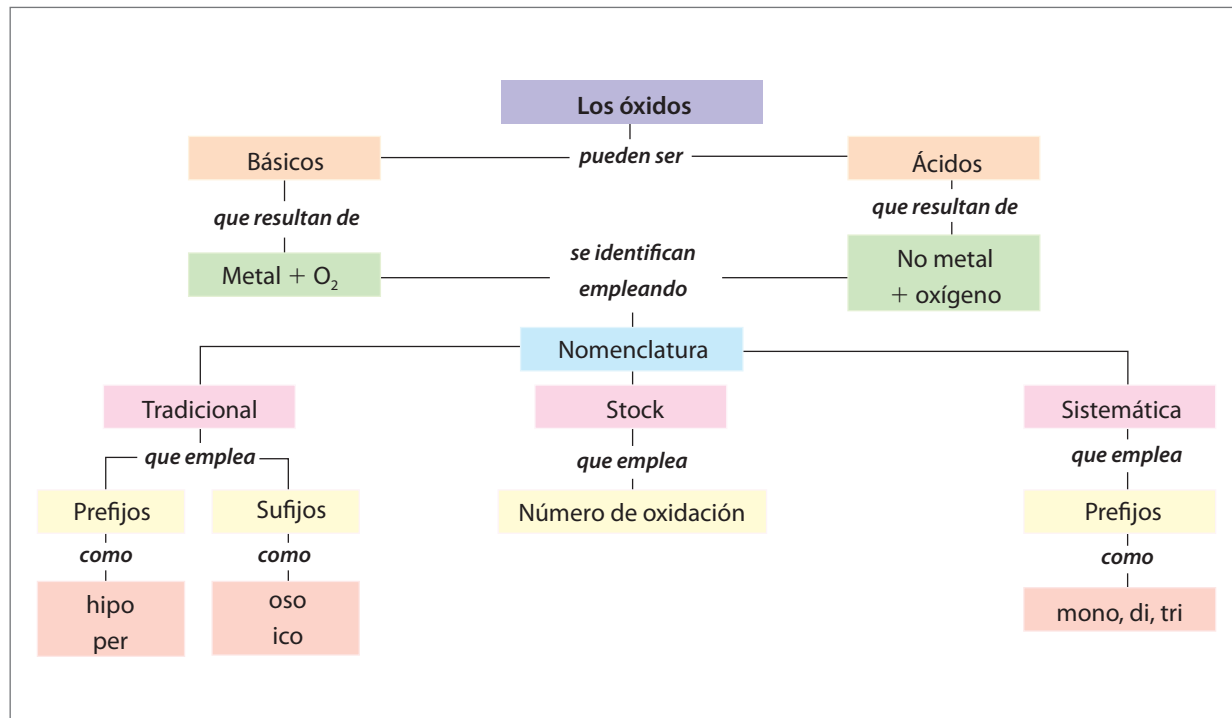 Los óxidos
Básicos
pueden ser
Ácidos
que resultan de
que resultan de
Metal + O₂
se identifican
empleando
No metal
+ oxígeno
Nomenclatura
Tradicional
Stock
Sistemática
que emplea
que emplea
que emplea
Prefijos
Sufijos
Número de oxidación
Prefijos
como
como
como
hipo
per
oso
ico
mono, di, tri